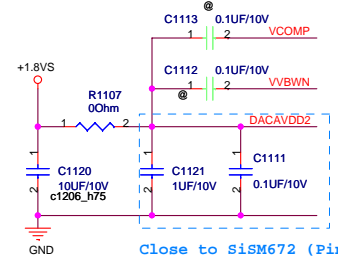 @
C1113 0.1UF/10V
1 2 VCOMP
C1112 0.1UF/10V
1 2 VVBWN
@
+1.8VS
R1107
0Ohm
1 2 DACAVDD2
1 1 1
C1120
10UF/10V
c1206_h75
2
C1121
1UF/10V
2
C1111
0.1UF/10V
2
GND
Close to SiSM672 (Pi